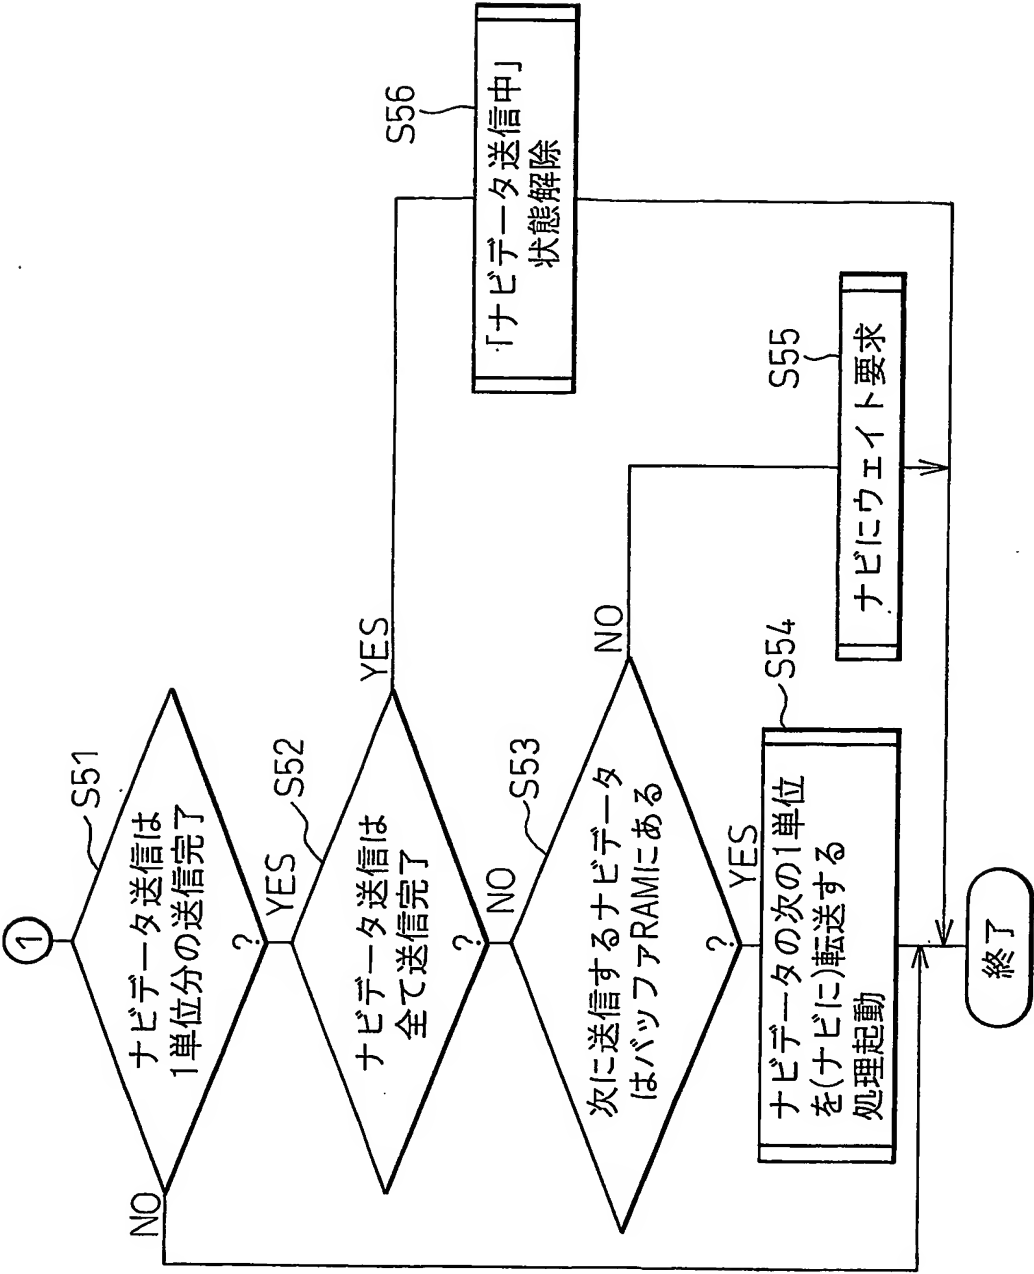 1
S51
ナビデータ送信は
1単位分の送信完了
?
NO
YES
S52
ナビデータ送信は
全て送信完了
?
YES
NO
S53
次に送信するナビデータ
はバッファRAMにある
?
NO
YES
S54
ナビデータの次の1単位
を(ナビに)転送する
処理起動
S55
ナビにウェイト要求
S56
「ナビデータ送信中」
状態解除
終了